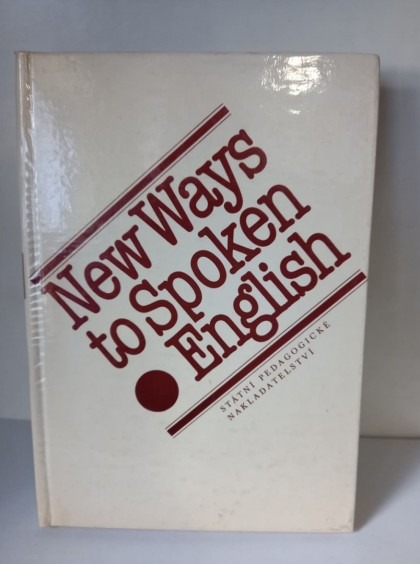 New Ways
to Spoken
English
STÁTNÍ PEDAGOGICKÉ
NAKLADATELSTVÍ